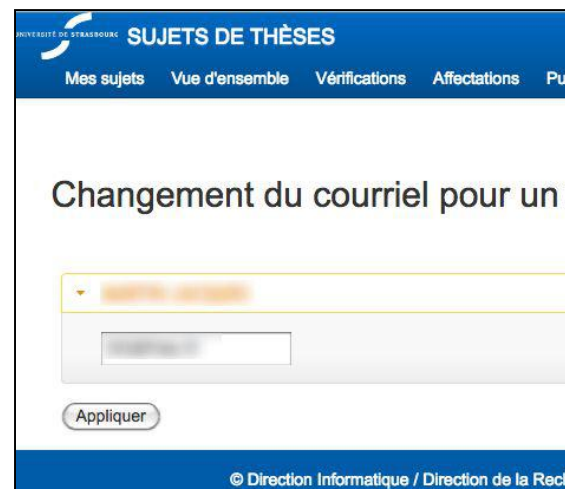 UNIVERSITÉ DE STRASBOURG SUJETS DE THÈSES
Mes sujets Vue d'ensemble Vérifications Affectations Pu
Changement du courriel pour un
Appliquer
© Direction Informatique / Direction de la Rech